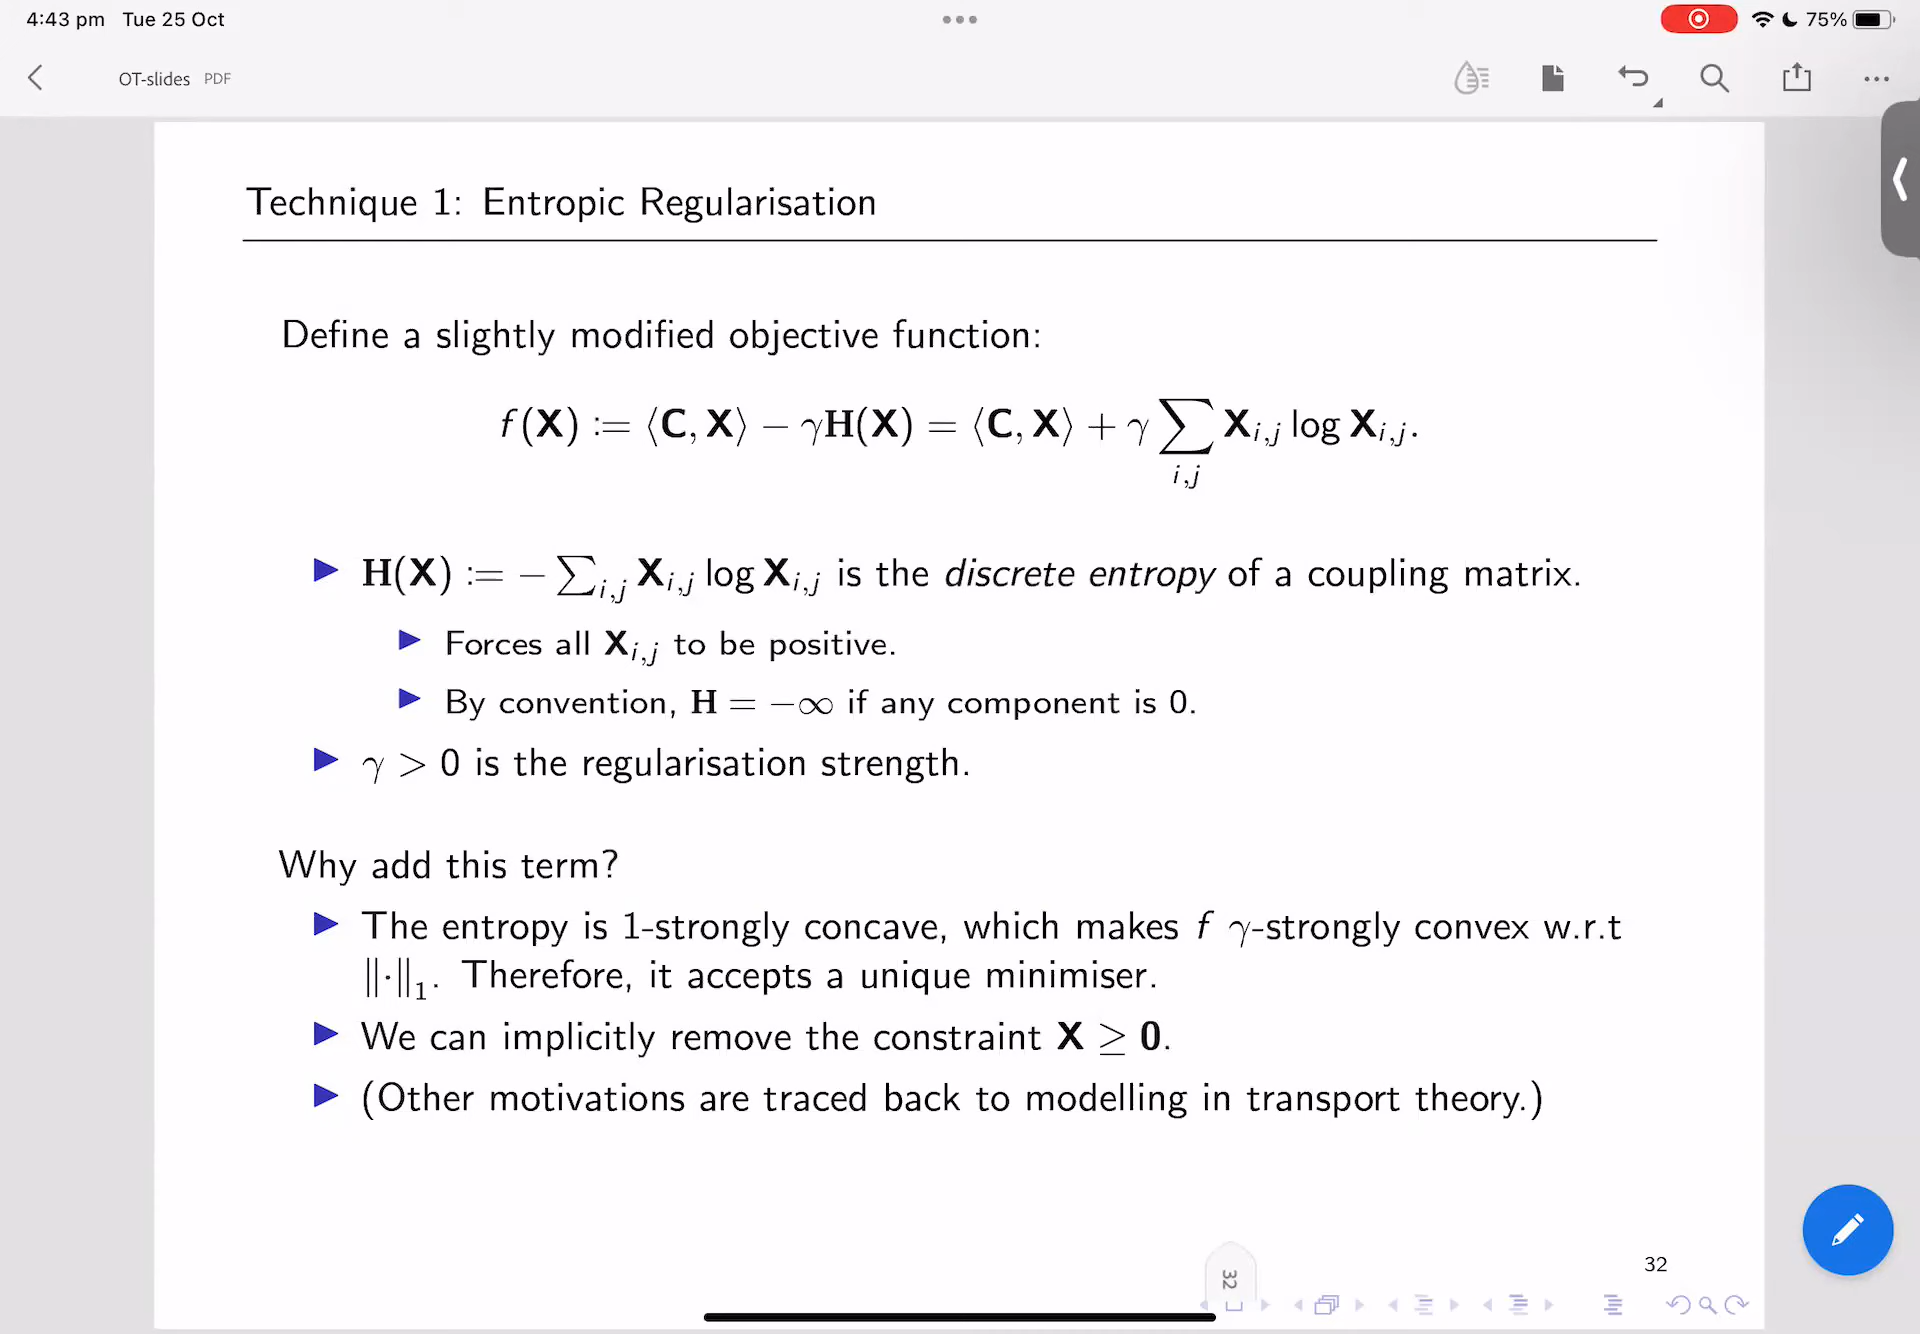 4:43 pm Tue 25 Oct
75%
OT-slides PDF
Technique 1: Entropic Regularisation
Define a slightly modified objective function:
f(X) := ⟨C, X⟩ − γH(X) = ⟨C, X⟩ + γ ∑ X_{i,j} log X_{i,j}.
i,j
▶ H(X) := − ∑_{i,j} X_{i,j} log X_{i,j} is the discrete entropy of a coupling matrix.
▶ Forces all X_{i,j} to be positive.
▶ By convention, H = −∞ if any component is 0.
▶ γ > 0 is the regularisation strength.
Why add this term?
▶ The entropy is 1-strongly concave, which makes f γ-strongly convex w.r.t
‖·‖₁. Therefore, it accepts a unique minimiser.
▶ We can implicitly remove the constraint X ≥ 0.
▶ (Other motivations are traced back to modelling in transport theory.)
32
32